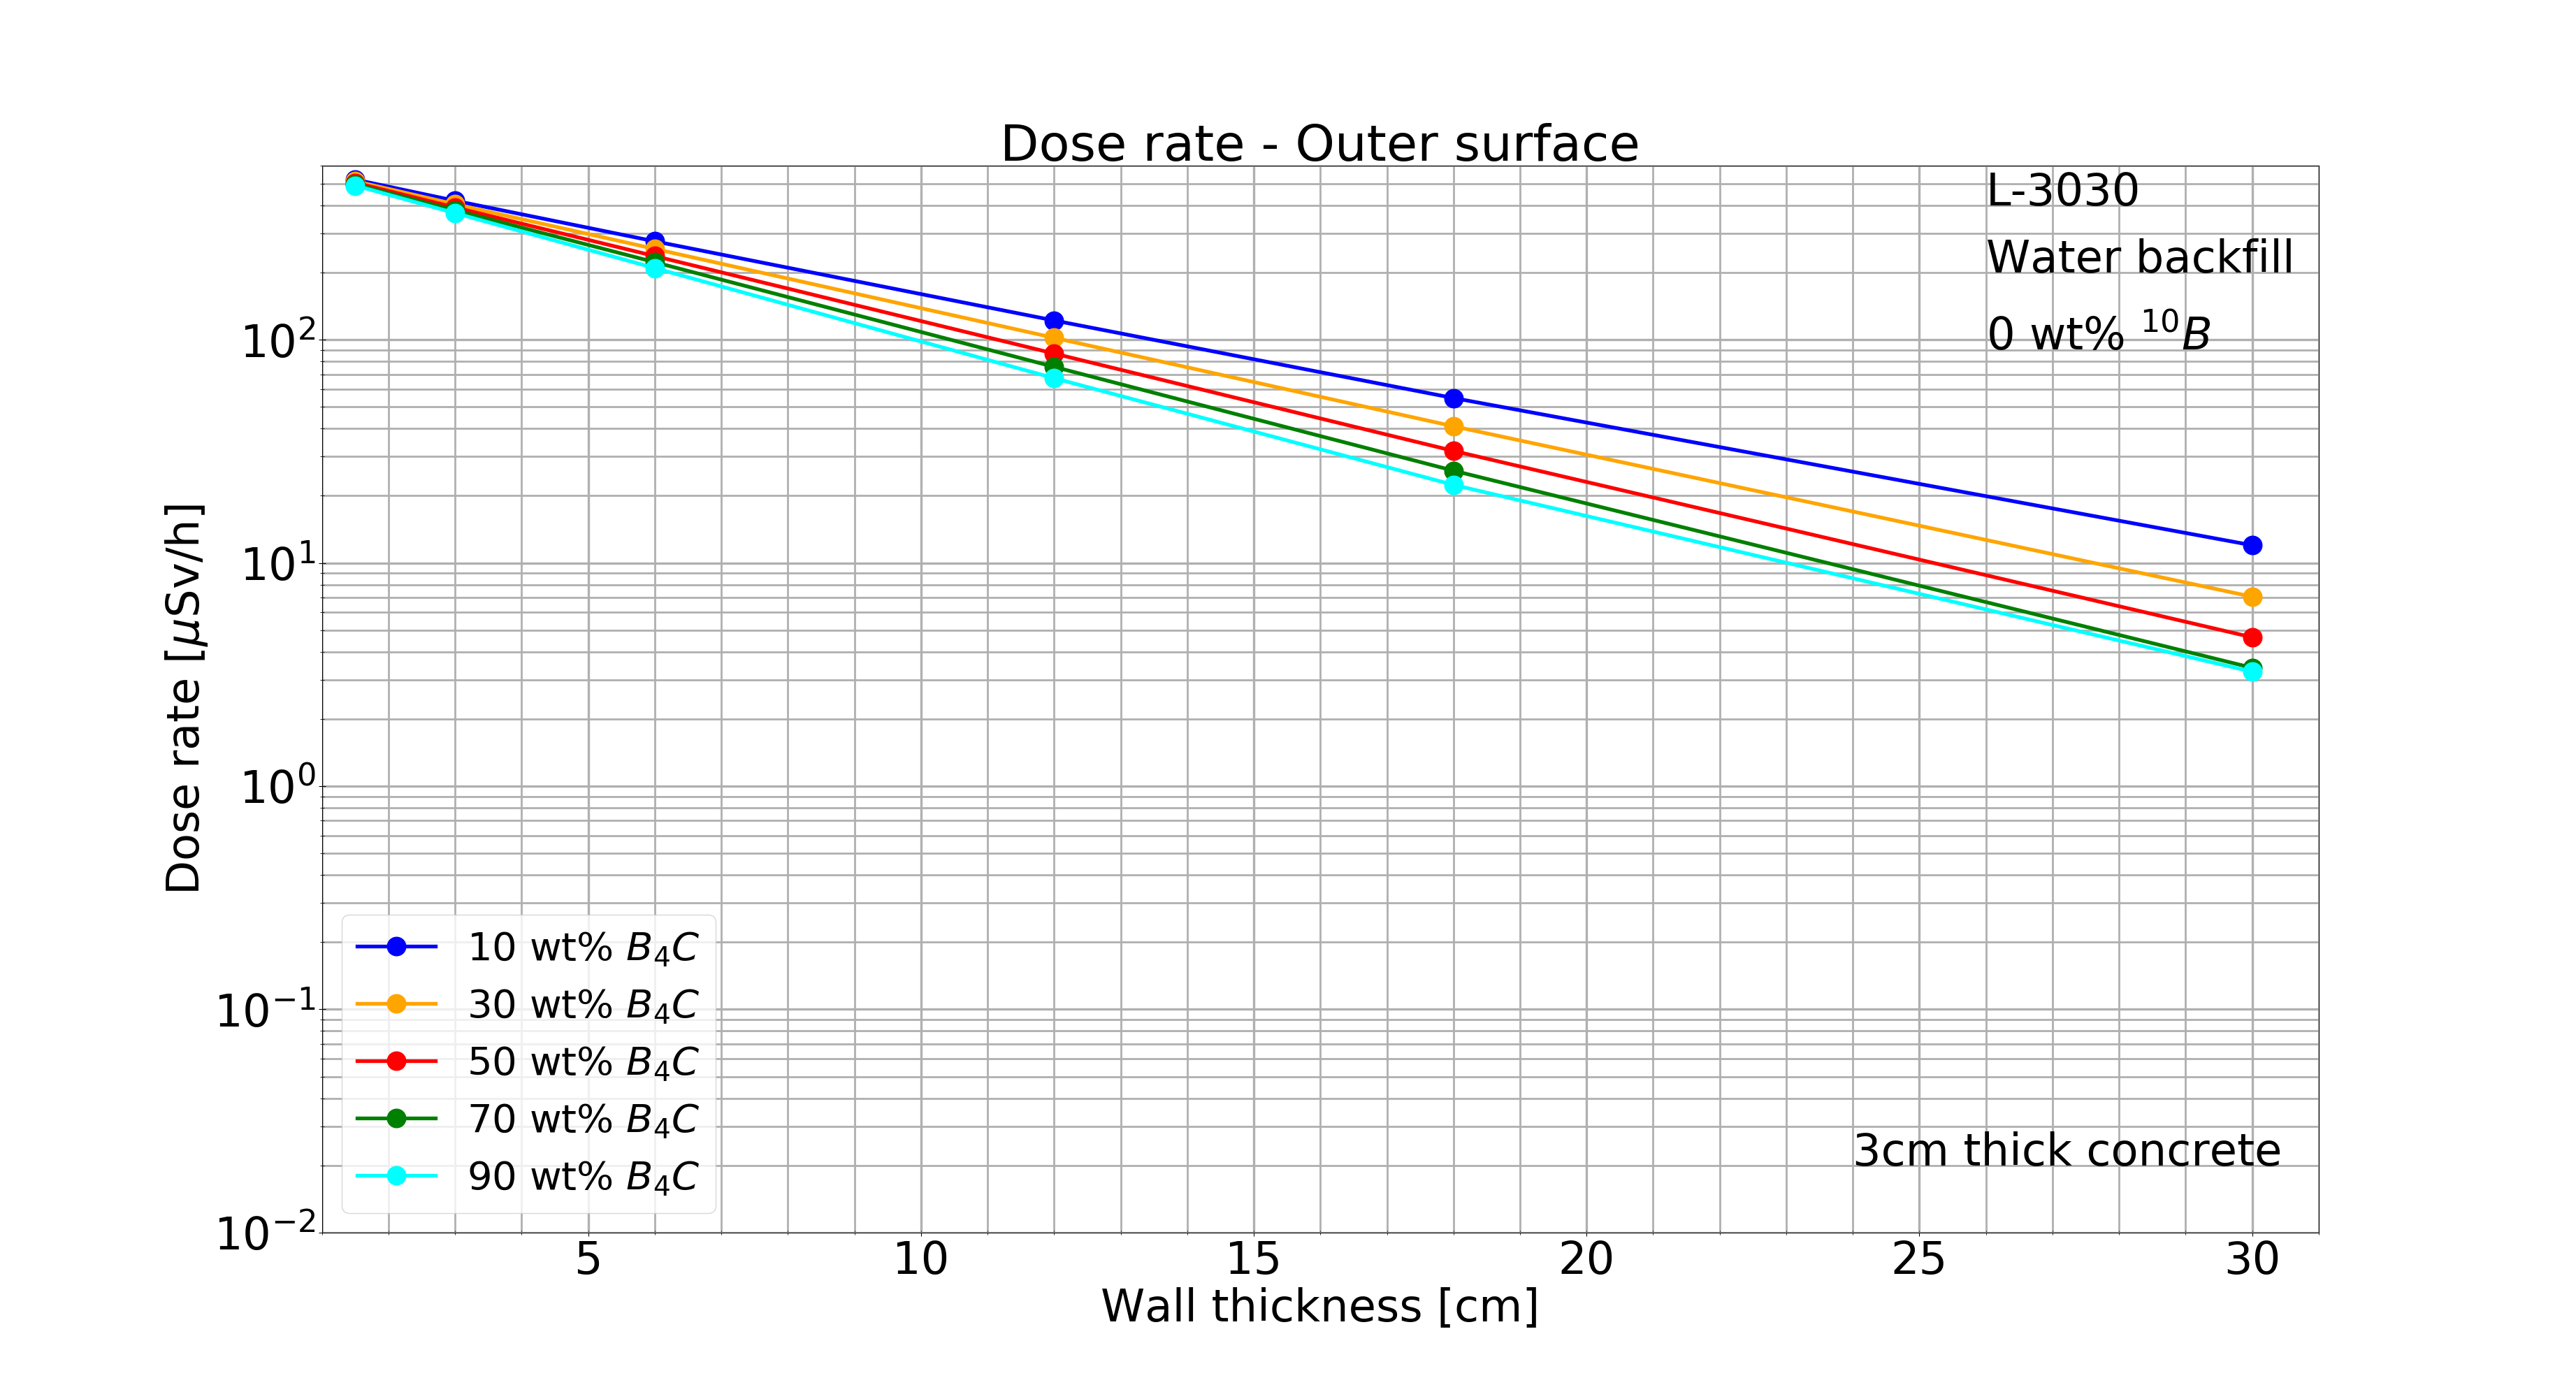 Dose rate - Outer surface
L-3030
Water backfill
0 wt% ¹⁰B
Dose rate [μSv/h]
10²
10¹
10⁰
10⁻¹
10⁻²
10 wt% B₄C
30 wt% B₄C
50 wt% B₄C
70 wt% B₄C
90 wt% B₄C
3cm thick concrete
5 10 15 20 25 30
Wall thickness [cm]